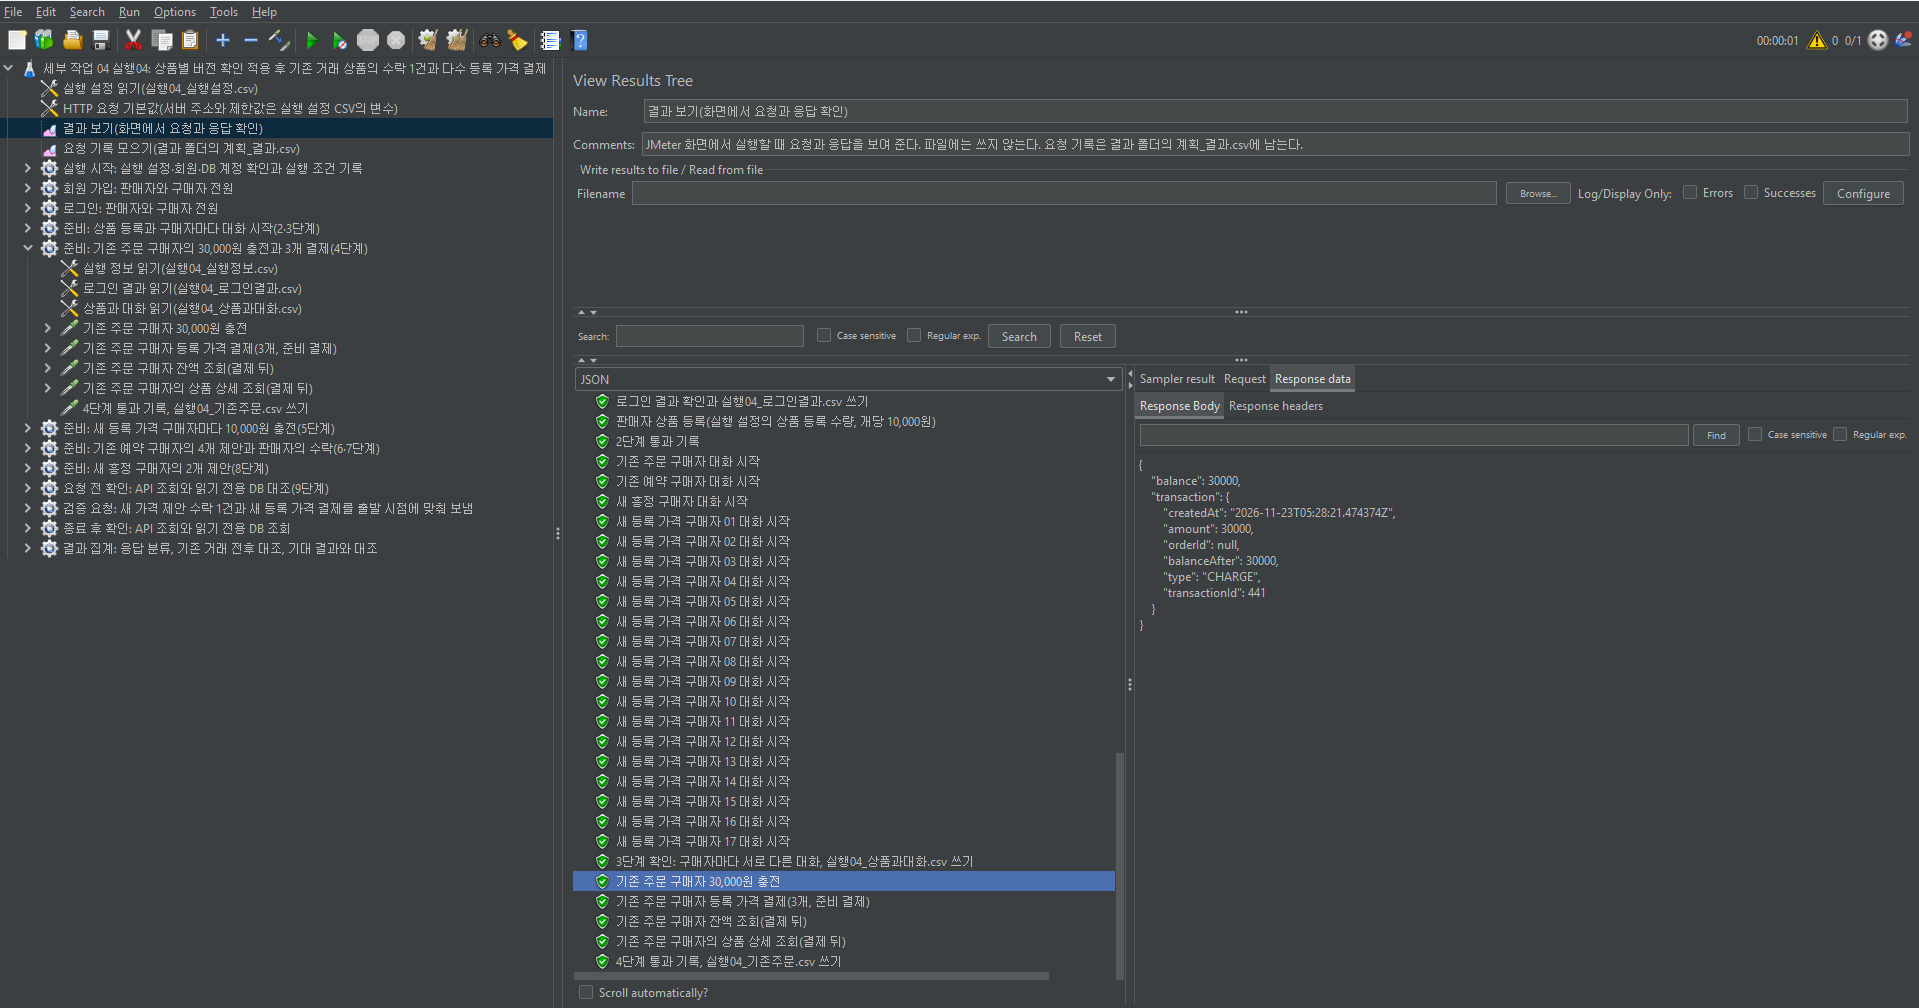 File Edit Search Run Options Tools Help
00:00:01 0 0/1
세부 작업 04 실행04: 상품별 버전 확인 적용 후 기존 거래 상품의 수락 1건과 다수 등록 가격 결제
실행 설정 읽기(실행04_실행설정.csv)
HTTP 요청 기본값(서버 주소와 제한값은 실행 설정 CSV의 변수)
결과 보기(화면에서 요청과 응답 확인)
요청 기록 모으기(결과 폴더의 계획_결과.csv)
실행 시작: 실행 설정·회원·DB 계정 확인과 실행 조건 기록
회원 가입: 판매자와 구매자 전원
로그인: 판매자와 구매자 전원
준비: 상품 등록과 구매자마다 대화 시작(2·3단계)
준비: 기존 주문 구매자의 30,000원 충전과 3개 결제(4단계)
실행 정보 읽기(실행04_실행정보.csv)
로그인 결과 읽기(실행04_로그인결과.csv)
상품과 대화 읽기(실행04_상품과대화.csv)
기존 주문 구매자 30,000원 충전
기존 주문 구매자 등록 가격 결제(3개, 준비 결제)
기존 주문 구매자 잔액 조회(결제 뒤)
기존 주문 구매자의 상품 상세 조회(결제 뒤)
4단계 통과 기록, 실행04_기존주문.csv 쓰기
준비: 새 등록 가격 구매자마다 10,000원 충전(5단계)
준비: 기존 예약 구매자의 4개 제안과 판매자의 수락(6·7단계)
준비: 새 흥정 구매자의 2개 제안(8단계)
요청 전 확인: API 조회와 읽기 전용 DB 대조(9단계)
검증 요청: 새 가격 제안 수락 1건과 새 등록 가격 결제를 출발 시점에 맞춰 보냄
종료 후 확인: API 조회와 읽기 전용 DB 조회
결과 집계: 응답 분류, 기존 거래 전후 대조, 기대 결과와 대조
View Results Tree
Name: 결과 보기(화면에서 요청과 응답 확인)
Comments: JMeter 화면에서 실행할 때 요청과 응답을 보여 준다. 파일에는 쓰지 않는다. 요청 기록은 결과 폴더의 계획_결과.csv에 남는다.
Write results to file / Read from file
Filename Browse... Log/Display Only: Errors Successes Configure
Search: Case sensitive Regular exp. Search Reset
JSON
로그인 결과 확인과 실행04_로그인결과.csv 쓰기
판매자 상품 등록(실행 설정의 상품 등록 수량, 개당 10,000원)
2단계 통과 기록
기존 주문 구매자 대화 시작
기존 예약 구매자 대화 시작
새 흥정 구매자 대화 시작
새 등록 가격 구매자 01 대화 시작
새 등록 가격 구매자 02 대화 시작
새 등록 가격 구매자 03 대화 시작
새 등록 가격 구매자 04 대화 시작
새 등록 가격 구매자 05 대화 시작
새 등록 가격 구매자 06 대화 시작
새 등록 가격 구매자 07 대화 시작
새 등록 가격 구매자 08 대화 시작
새 등록 가격 구매자 09 대화 시작
새 등록 가격 구매자 10 대화 시작
새 등록 가격 구매자 11 대화 시작
새 등록 가격 구매자 12 대화 시작
새 등록 가격 구매자 13 대화 시작
새 등록 가격 구매자 14 대화 시작
새 등록 가격 구매자 15 대화 시작
새 등록 가격 구매자 16 대화 시작
새 등록 가격 구매자 17 대화 시작
3단계 확인: 구매자마다 서로 다른 대화, 실행04_상품과대화.csv 쓰기
기존 주문 구매자 30,000원 충전
기존 주문 구매자 등록 가격 결제(3개, 준비 결제)
기존 주문 구매자 잔액 조회(결제 뒤)
기존 주문 구매자의 상품 상세 조회(결제 뒤)
4단계 통과 기록, 실행04_기존주문.csv 쓰기
Scroll automatically?
Sampler result Request Response data
Response Body Response headers
Find Case sensitive Regular exp.
{
"balance": 30000,
"transaction": {
"createdAt": "2026-11-23T05:28:21.474374Z",
"amount": 30000,
"orderId": null,
"balanceAfter": 30000,
"type": "CHARGE",
"transactionId": 441
}
}